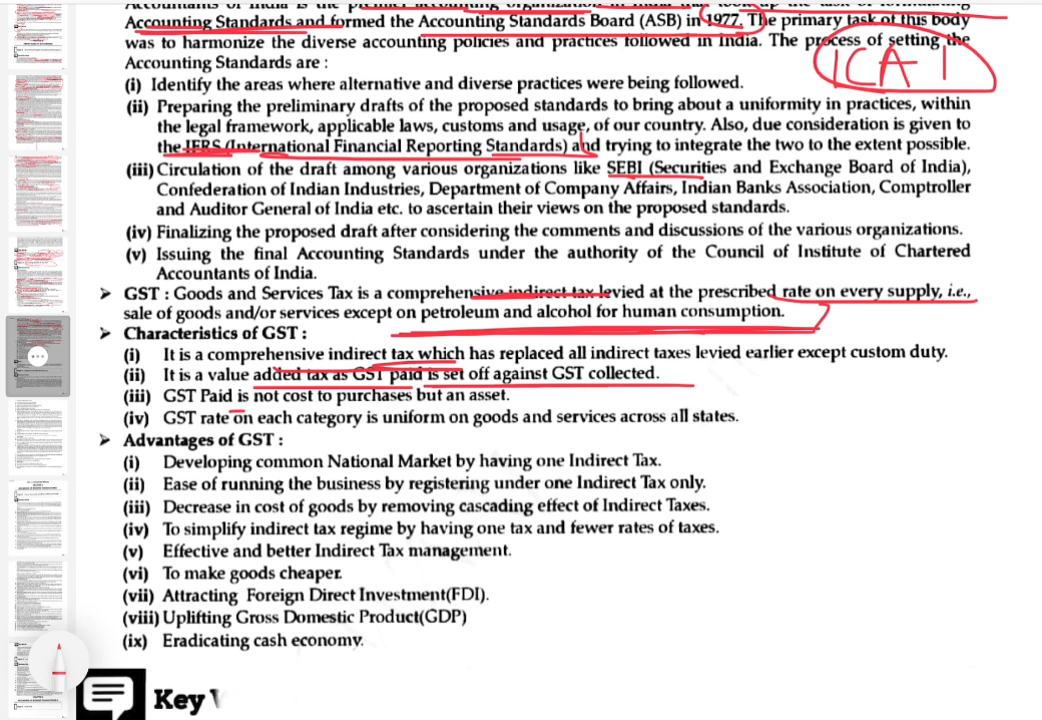 Accounting Standards and formed the Accounting Standards Board (ASB) in 1977. The primary task of this body
was to harmonize the diverse accounting policies and practices followed in India. The process of setting the
Accounting Standards are :
ICAI
(i) Identify the areas where alternative and diverse practices were being followed.
(ii) Preparing the preliminary drafts of the proposed standards to bring about a uniformity in practices, within
the legal framework, applicable laws, customs and usage, of our country. Also, due consideration is given to
the IFRS (International Financial Reporting Standards) and trying to integrate the two to the extent possible.
(iii) Circulation of the draft among various organizations like SEBI (Securities and Exchange Board of India),
Confederation of Indian Industries, Department of Company Affairs, Indian Banks Association, Comptroller
and Auditor General of India etc. to ascertain their views on the proposed standards.
(iv) Finalizing the proposed draft after considering the comments and discussions of the various organizations.
(v) Issuing the final Accounting Standards under the authority of the Council of Institute of Chartered
Accountants of India.
➤ GST : Goods and Services Tax is a comprehensive indirect tax levied at the prescribed rate on every supply, i.e.,
sale of goods and/or services except on petroleum and alcohol for human consumption.
➤ Characteristics of GST :
(i) It is a comprehensive indirect tax which has replaced all indirect taxes levied earlier except custom duty.
(ii) It is a value added tax as GST paid is set off against GST collected.
(iii) GST Paid is not cost to purchases but an asset.
(iv) GST rate on each category is uniform on goods and services across all states.
➤ Advantages of GST :
(i) Developing common National Market by having one Indirect Tax.
(ii) Ease of running the business by registering under one Indirect Tax only.
(iii) Decrease in cost of goods by removing cascading effect of Indirect Taxes.
(iv) To simplify indirect tax regime by having one tax and fewer rates of taxes.
(v) Effective and better Indirect Tax management.
(vi) To make goods cheaper.
(vii) Attracting Foreign Direct Investment(FDI).
(viii) Uplifting Gross Domestic Product(GDP)
(ix) Eradicating cash economy.
Key